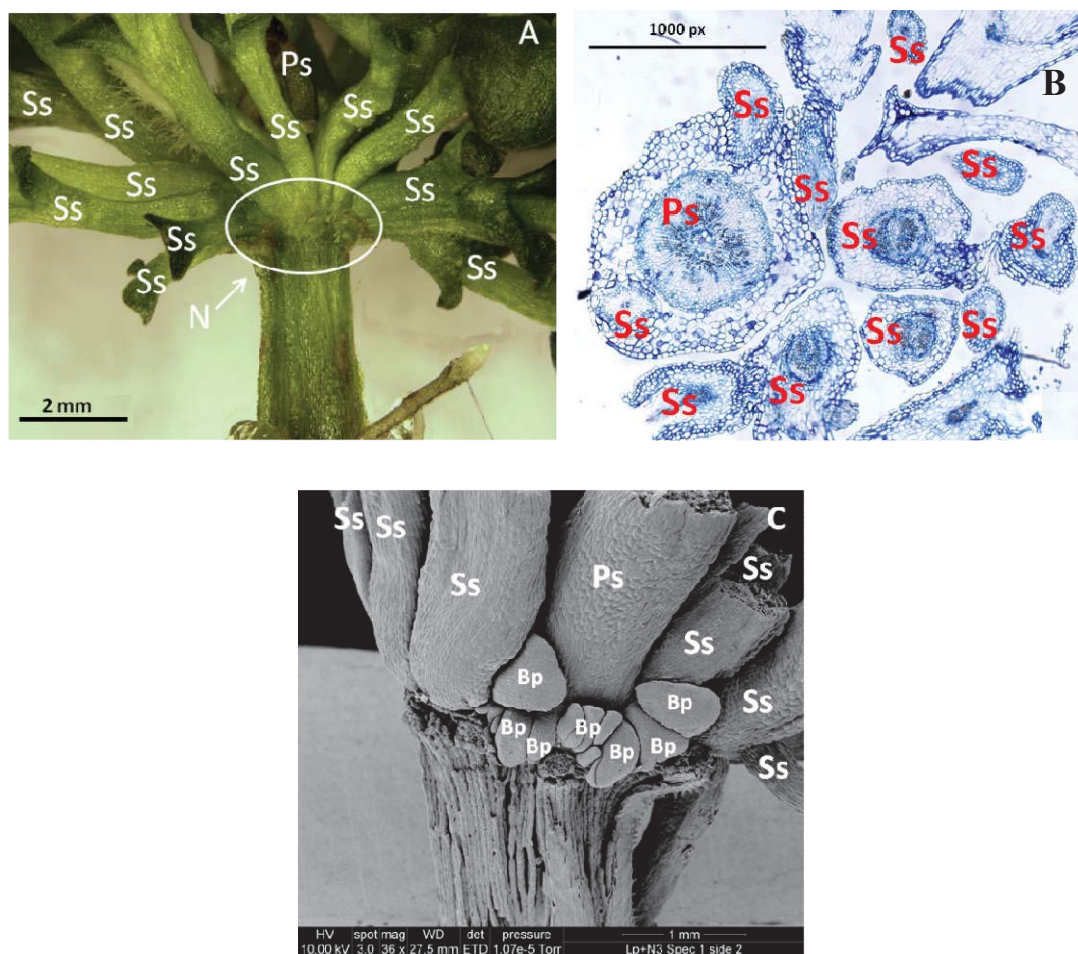 A
Ps
Ss
Ss
Ss
Ss
Ss
Ss
Ss
Ss
Ss
Ss
Ss
Ss
N
2 mm
1000 px
B
Ss
Ss
Ss
Ss
Ps
Ss
Ss
Ss
Ss
Ss
Ss
Ss
C
Ss
Ss
Ss
Ps
Ss
Ss
Ss
Ss
Bp
Bp
Bp
Bp
Bp
Bp
Bp
HV spot mag WD det pressure 1 mm
10.00 kV 3.0 36 x 27.5 mm ETD 1.07e-5 Torr Lp+N3 Spec 1 side 2